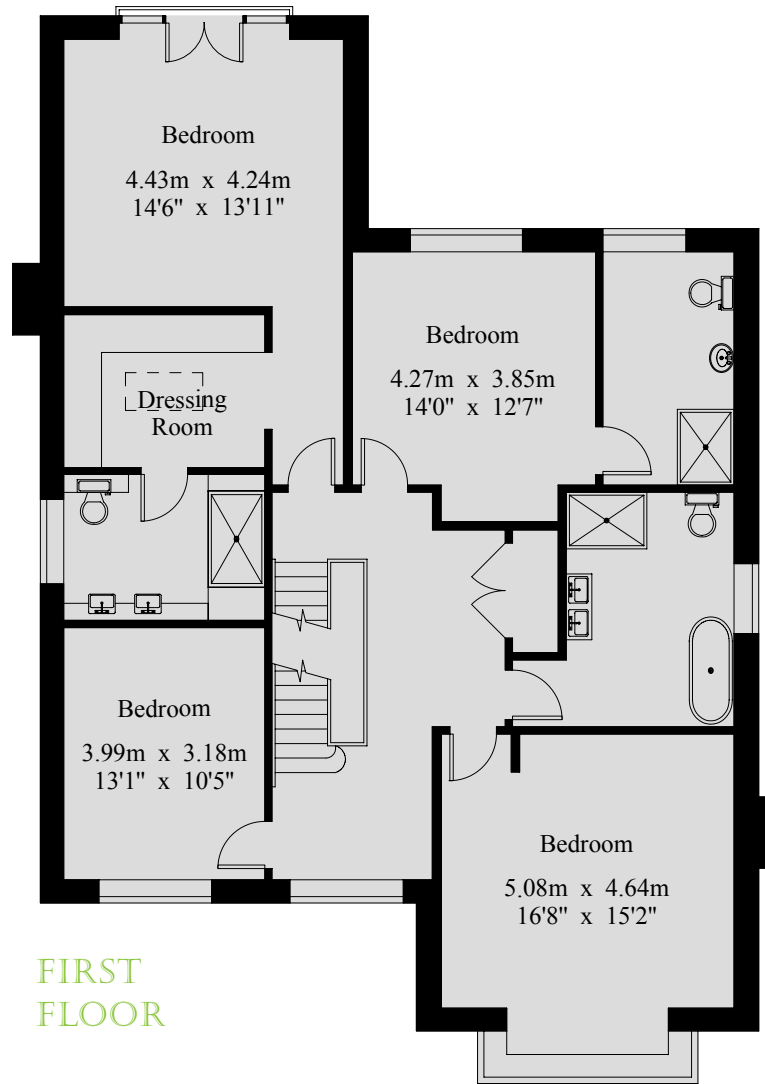 Bedroom
4.43m x 4.24m
14'6" x 13'11"
Bedroom
4.27m x 3.85m
14'0" x 12'7"
Dressing
Room
Bedroom
3.99m x 3.18m
13'1" x 10'5"
Bedroom
5.08m x 4.64m
16'8" x 15'2"
FIRST
FLOOR